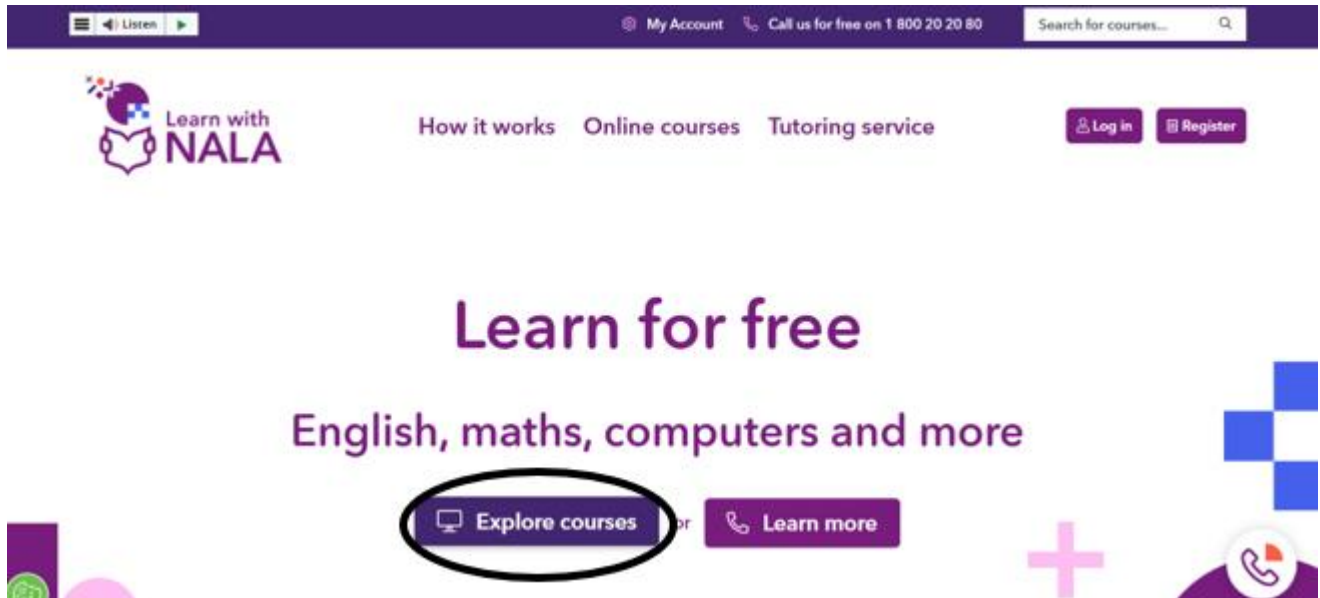 Listen
My Account Call us for free on 1 800 20 20 80 Search for courses...
Learn with
NALA
How it works Online courses Tutoring service
Log in Register
Learn for free
English, maths, computers and more
Explore courses or Learn more